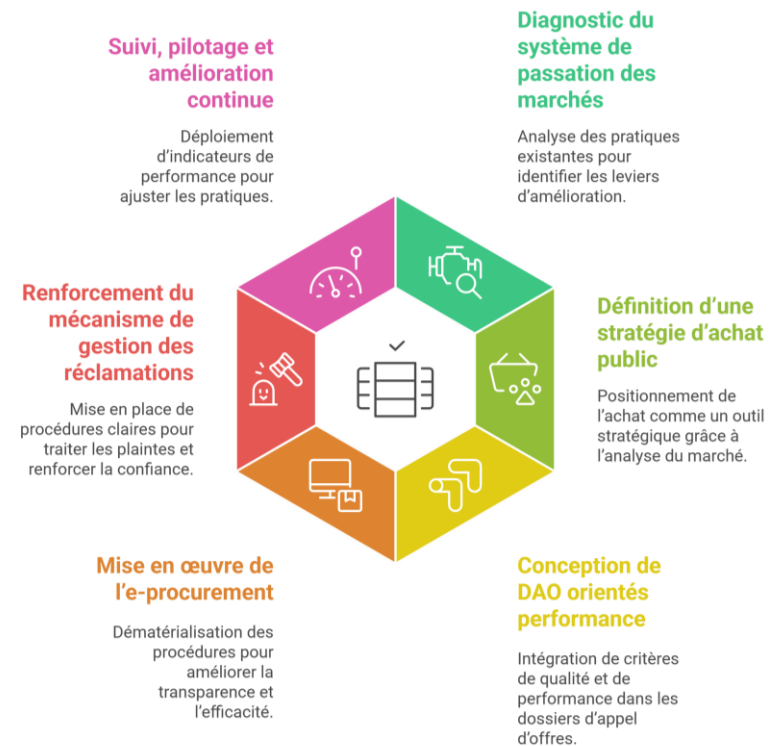 Suivi, pilotage et
amélioration
continue
Déploiement
d’indicateurs de
performance pour
ajuster les pratiques.
Diagnostic du
système de
passation des
marchés
Analyse des pratiques
existantes pour
identifier les leviers
d’amélioration.
Renforcement du
mécanisme de
gestion des
réclamations
Mise en place de
procédures claires pour
traiter les plaintes et
renforcer la confiance.
Définition d’une
stratégie d’achat
public
Positionnement de
l’achat comme un outil
stratégique grâce à
l’analyse du marché.
Mise en œuvre de
l’e-procurement
Dématérialisation des
procédures pour
améliorer la
transparence et
l’efficacité.
Conception de
DAO orientés
performance
Intégration de critères
de qualité et de
performance dans les
dossiers d’appel
d’offres.